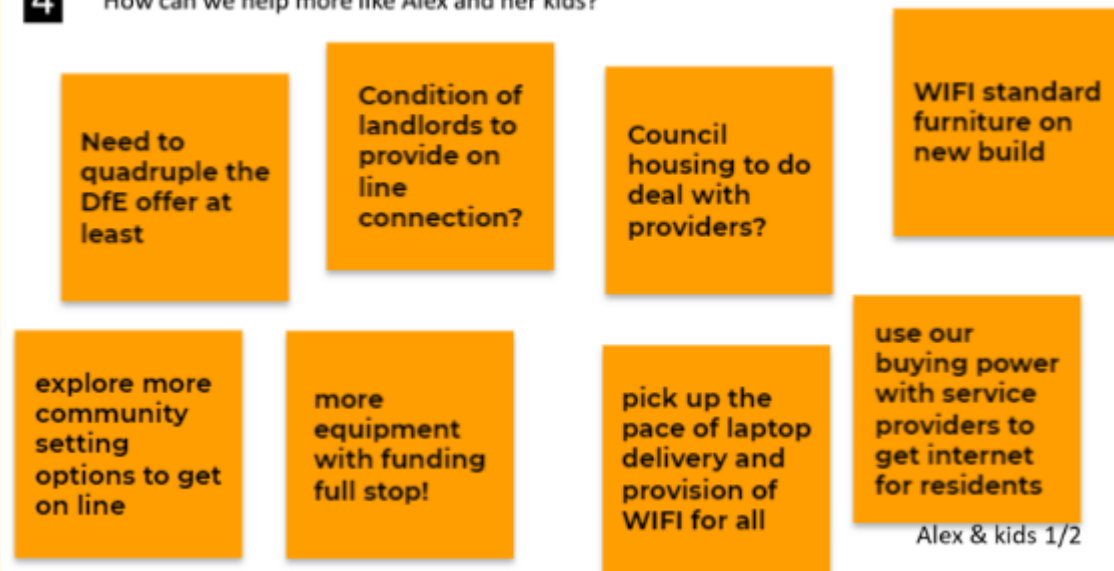 4 How can we help more like Alex and her kids?
Need to
quadruple the
DfE offer at
least
Condition of
landlords to
provide on
line
connection?
Council
housing to do
deal with
providers?
WIFI standard
furniture on
new build
explore more
community
setting
options to get
on line
more
equipment
with funding
full stop!
pick up the
pace of laptop
delivery and
provision of
WIFI for all
use our
buying power
with service
providers to
get internet
for residents
Alex & kids 1/2